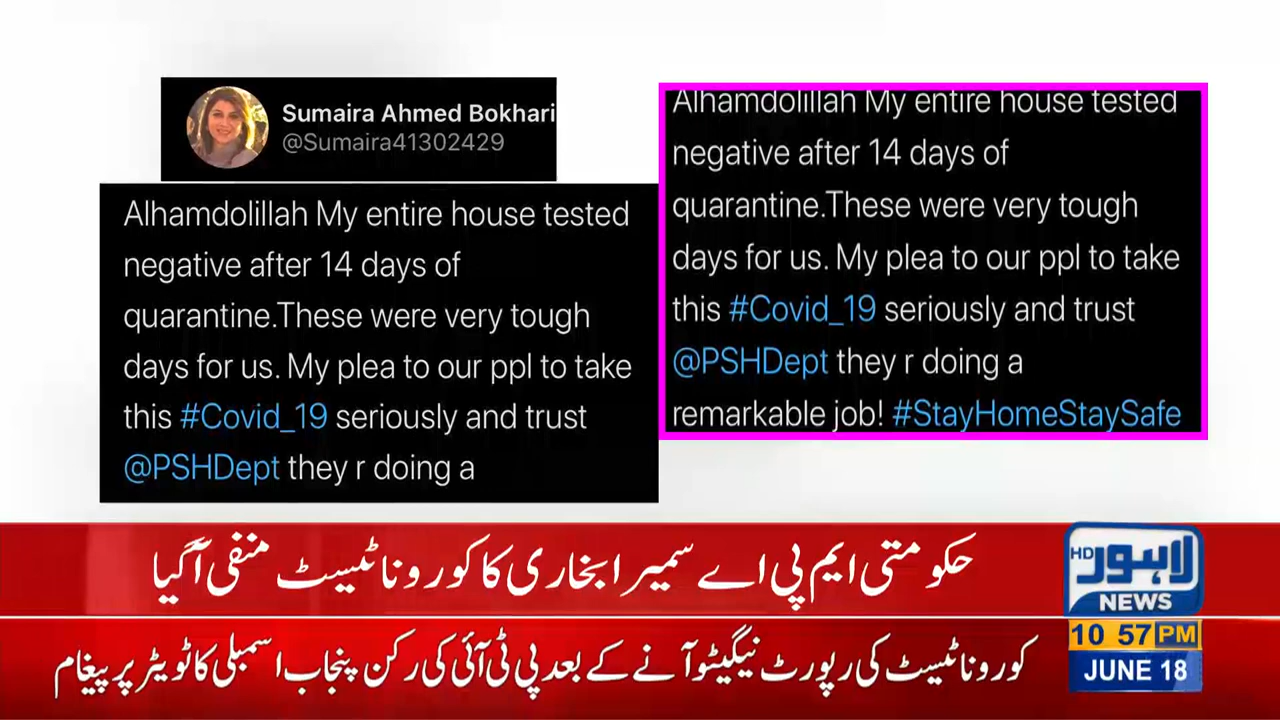 Sumaira Ahmed Bokhari
@Sumaira41302429
Alhamdolillah My entire house tested
negative after 14 days of
quarantine.These were very tough
days for us. My plea to our ppl to take
this #Covid_19 seriously and trust
@PSHDept they r doing a
Alhamdolillah My entire house tested
negative after 14 days of
quarantine.These were very tough
days for us. My plea to our ppl to take
this #Covid_19 seriously and trust
@PSHDept they r doing a
remarkable job! #StayHomeStaySafe
حکومتی ایم پی اے سمیرا بخاری کا کورونا ٹیسٹ منفی آگیا
کورونا ٹیسٹ کی رپورٹ نیگیٹو آنے کے بعد پی ٹی آئی کی رکن پنجاب اسمبلی کا ٹویٹر پر پیغام
HD لاہور
NEWS
10 57 PM
JUNE 18